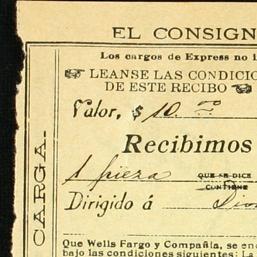 EL CONSIGN
Los cargos de Express no i
LEANSE LAS CONDICIO
DE ESTE RECIBO
Valor, $ 10.
Recibimos
1 pieza QUE SE DICE
CONTIENE
Dirigido á
Que Wells Fargo y Compañía, se en
bajo las condiciones siguientes: La
CARGA.